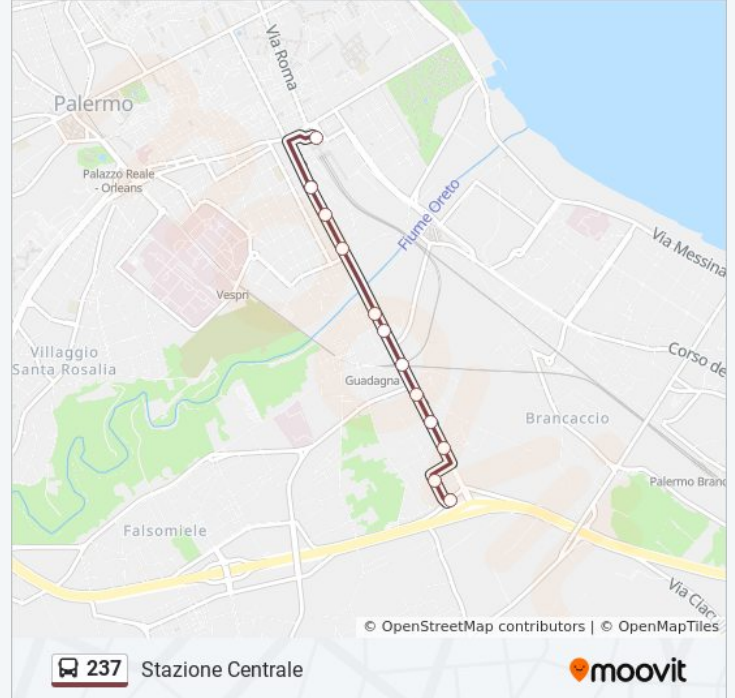 Via Roma
Palermo
Palazzo Reale
- Orleans
Fiume Oreto
Via Messina
Vespri
Villaggio
Santa Rosalia
Guadagna
Corso de
Brancaccio
Palermo Branc
Falsomiele
Via Ciac
© OpenStreetMap contributors | © OpenMapTiles
237 Stazione Centrale
moovit